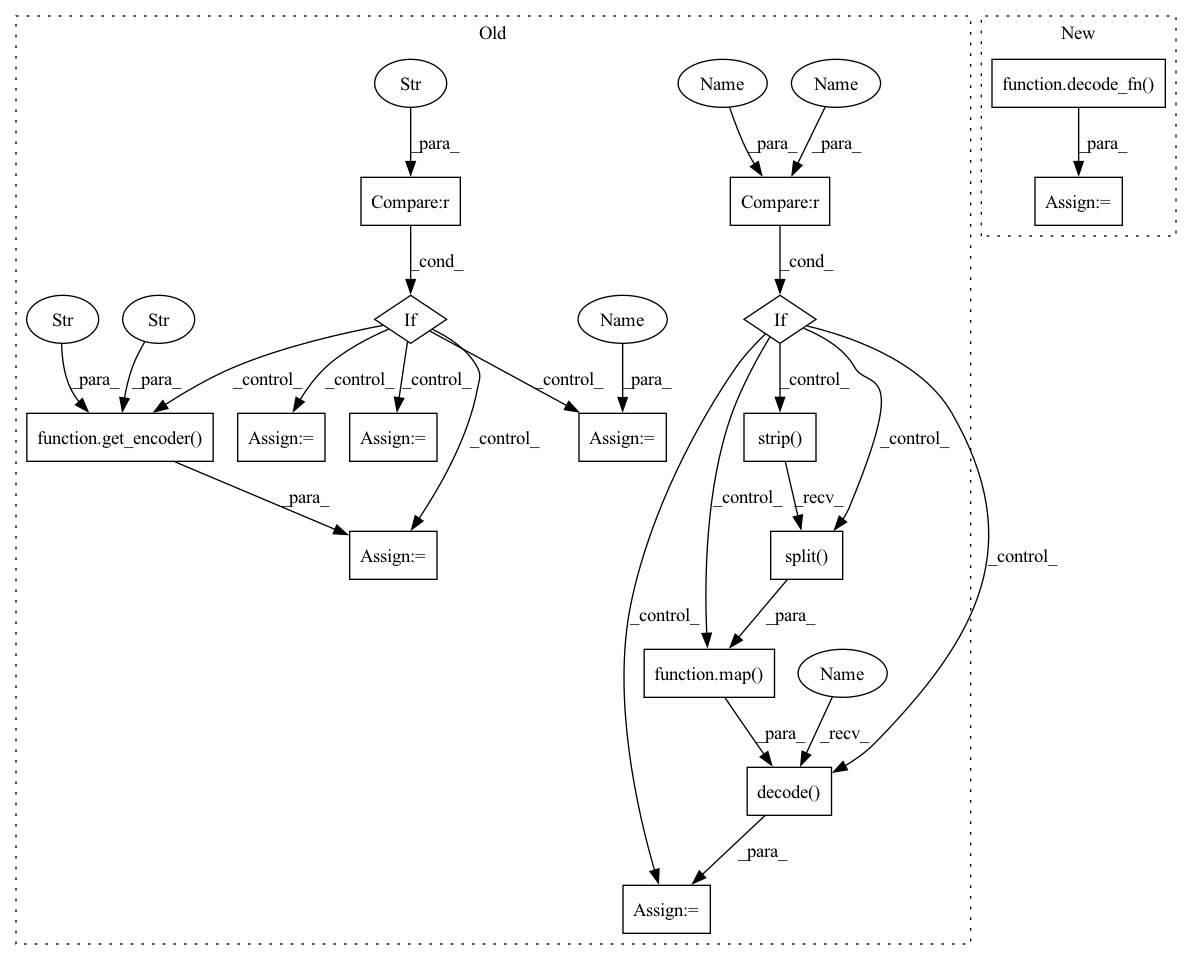 Old
New
Str
Name
Name
function.decode_fn()
_para_
_para_
_para_
_para_
Compare:r
Compare:r
Assign:=
_cond_
_cond_
Str
Str
If
Name
If
_para_
_para_
_control_
_control_
_control_
_control_
_para_
_control_
_control_
function.get_encoder()
Assign:=
Assign:=
_control_
Assign:=
strip()
_para_
_control_
_recv_
Assign:=
split()
_control_
_control_
_para_
function.map()
Name
_para_
_recv_
decode()
_para_
Assign:=